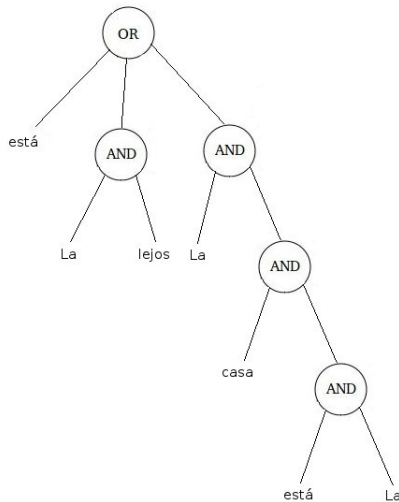 OR
está
AND
AND
La
lejos
La
AND
casa
AND
está
La